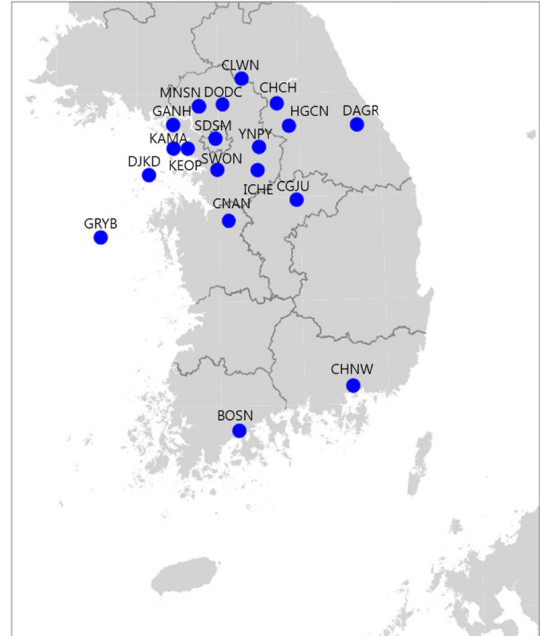 CLWN
CHCH
MNSN DODC
GANH
HGCN
DAGR
SDSM
YNPY
KAMA
DJKD
KEOP
SWON
ICHE
CGJU
CNAN
GRYB
CHNW
BOSN